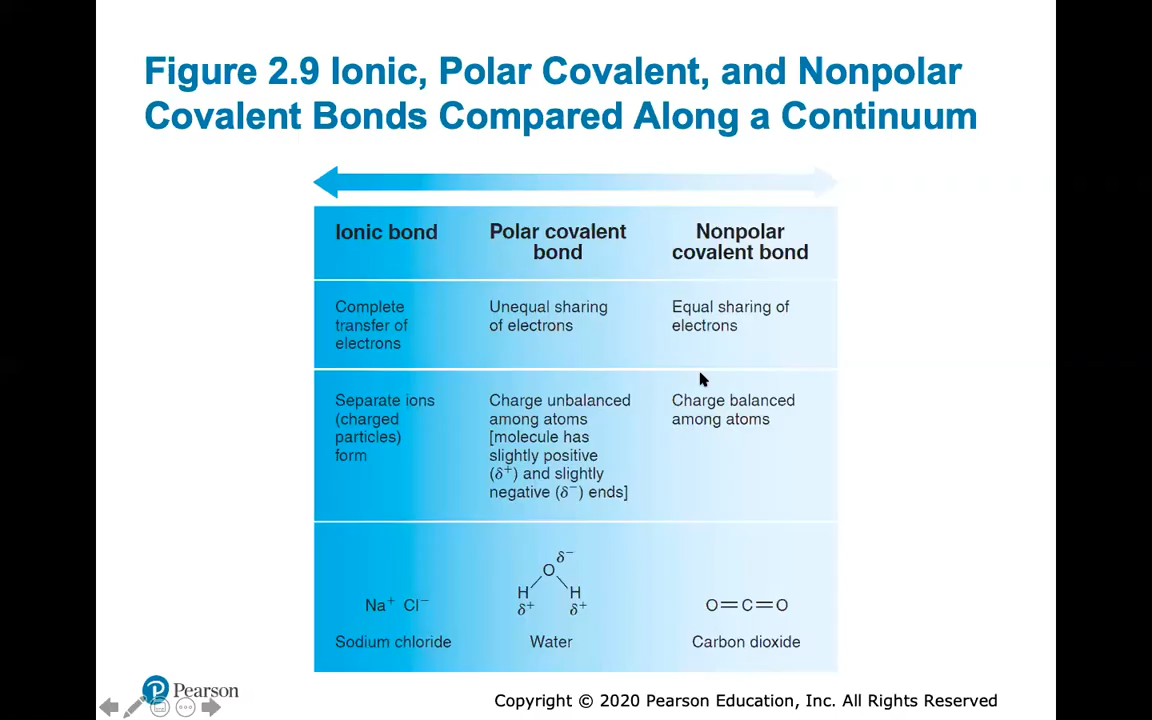 Figure 2.9 Ionic, Polar Covalent, and Nonpolar
Covalent Bonds Compared Along a Continuum
Ionic bond
Polar covalent
bond
Nonpolar
covalent bond
Complete
transfer of
electrons
Unequal sharing
of electrons
Equal sharing of
electrons
Separate ions
(charged
particles)
form
Charge unbalanced
among atoms
[molecule has
slightly positive
(δ⁺) and slightly
negative (δ⁻) ends]
Charge balanced
among atoms
Na⁺ Cl⁻
Sodium chloride
δ⁻
O
H H
δ⁺ δ⁺
Water
O=C=O
Carbon dioxide
P Pearson
Copyright © 2020 Pearson Education, Inc. All Rights Reserved